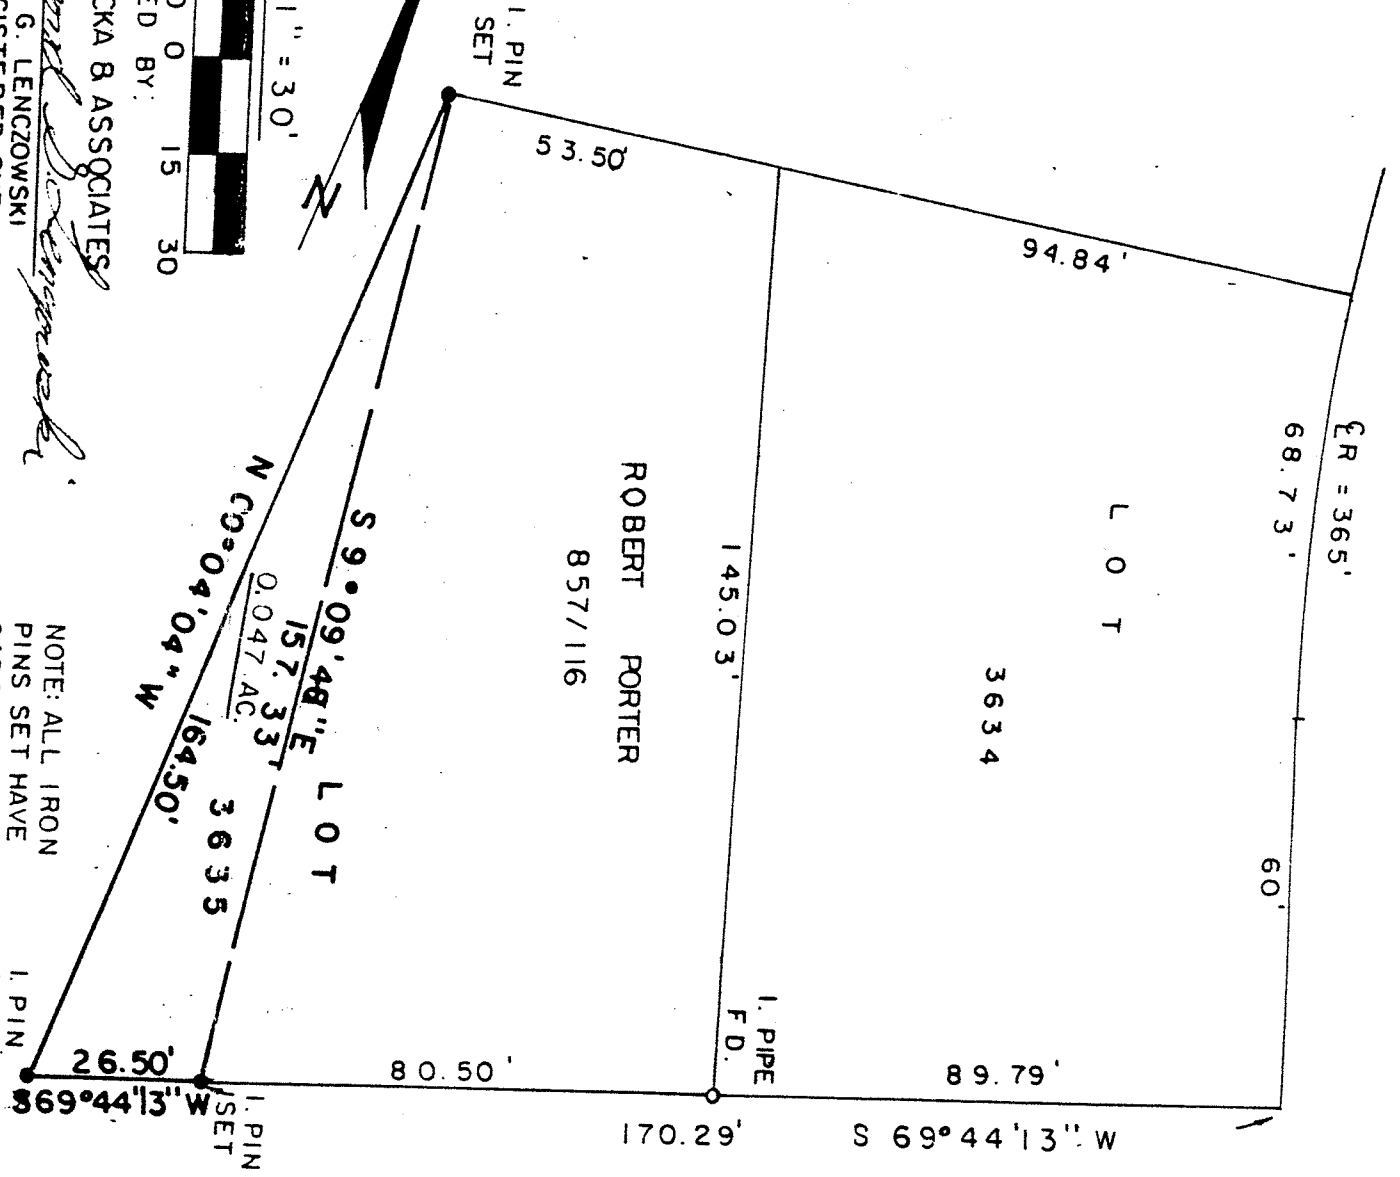 I. PIN
SET
1" = 30'
0 15 30
ED BY:
CKA & ASSOCIATES
G. LENCZOWSKI
N
53.50'
94.84'
℄R = 365'
68.73'
60'
LOT
3634
145.03'
ROBERT PORTER
857/116
S 9°09'48"E
157.33'
LOT
3635
0.047 AC.
N 00°04'04"W
164.50'
NOTE: ALL IRON
PINS SET HAVE
I. PIN
I. PIPE
FD.
26.50'
80.50'
89.79'
S69°44'13"W
I. PIN
SET
170.29'
S 69°44'13" W